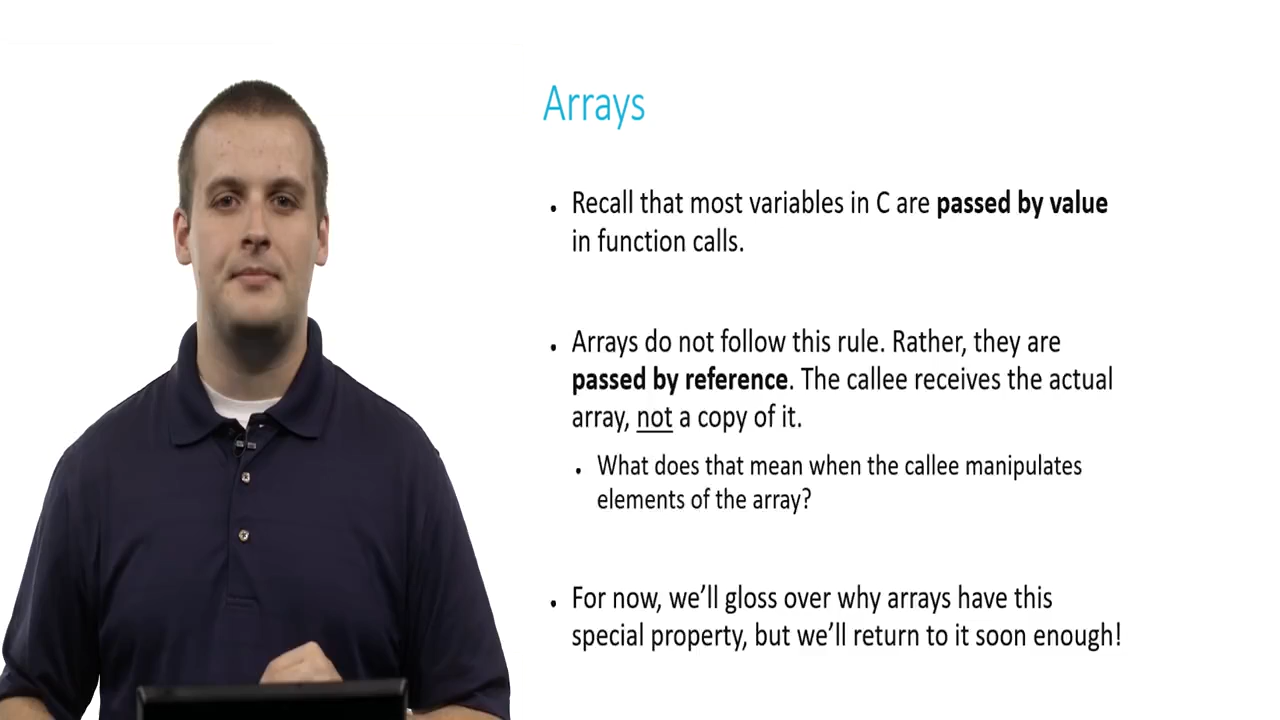 Arrays
• Recall that most variables in C are passed by value
in function calls.
• Arrays do not follow this rule. Rather, they are
passed by reference. The callee receives the actual
array, not a copy of it.
• What does that mean when the callee manipulates
elements of the array?
• For now, we’ll gloss over why arrays have this
special property, but we’ll return to it soon enough!